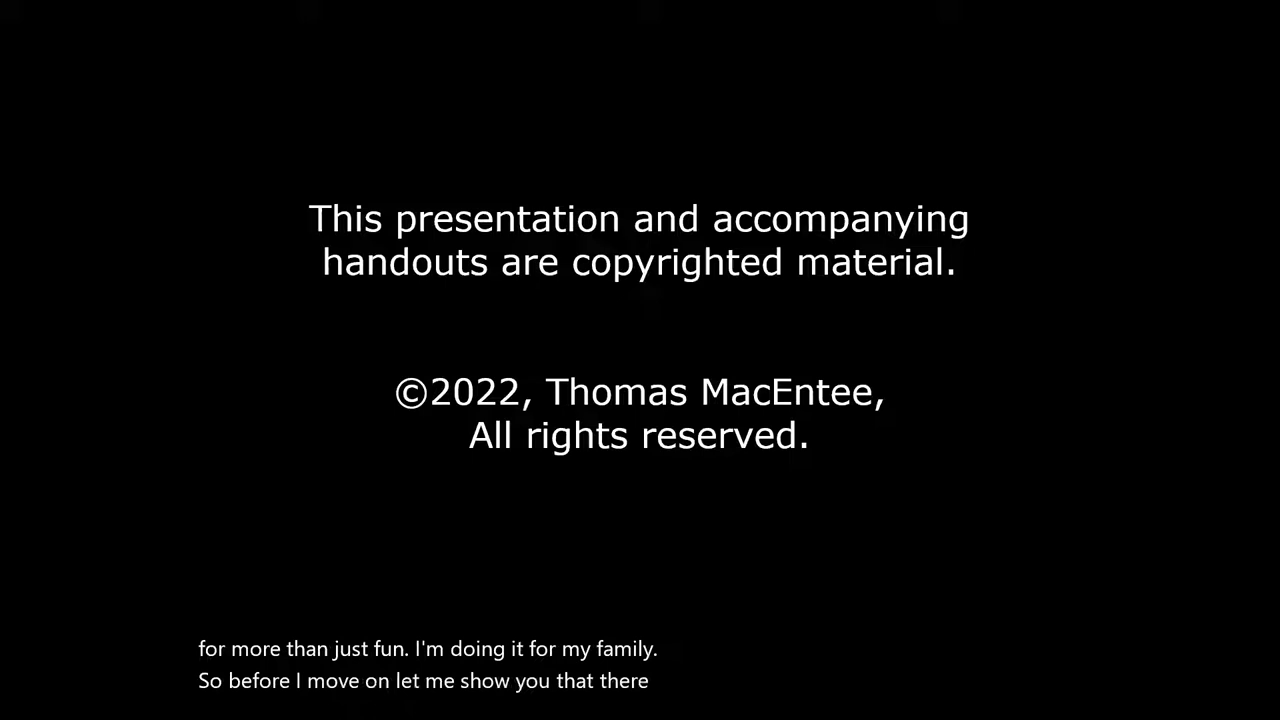 This presentation and accompanying
handouts are copyrighted material.
©2022, Thomas MacEntee,
All rights reserved.
for more than just fun. I'm doing it for my family.
So before I move on let me show you that there